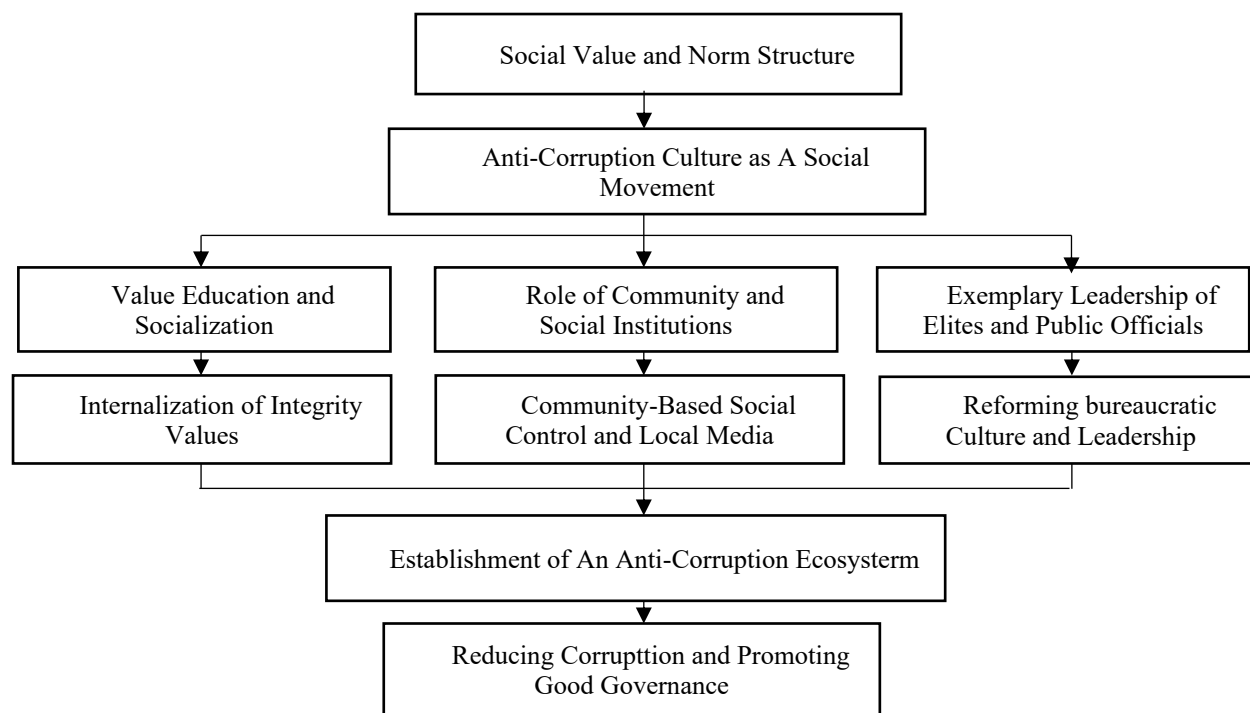 Social Value and Norm Structure
Anti-Corruption Culture as A Social
Movement
Value Education and
Socialization
Role of Community and
Social Institutions
Exemplary Leadership of
Elites and Public Officials
Internalization of Integrity
Values
Community-Based Social
Control and Local Media
Reforming bureaucratic
Culture and Leadership
Establishment of An Anti-Corruption Ecosysterm
Reducing Corrupttion and Promoting
Good Governance